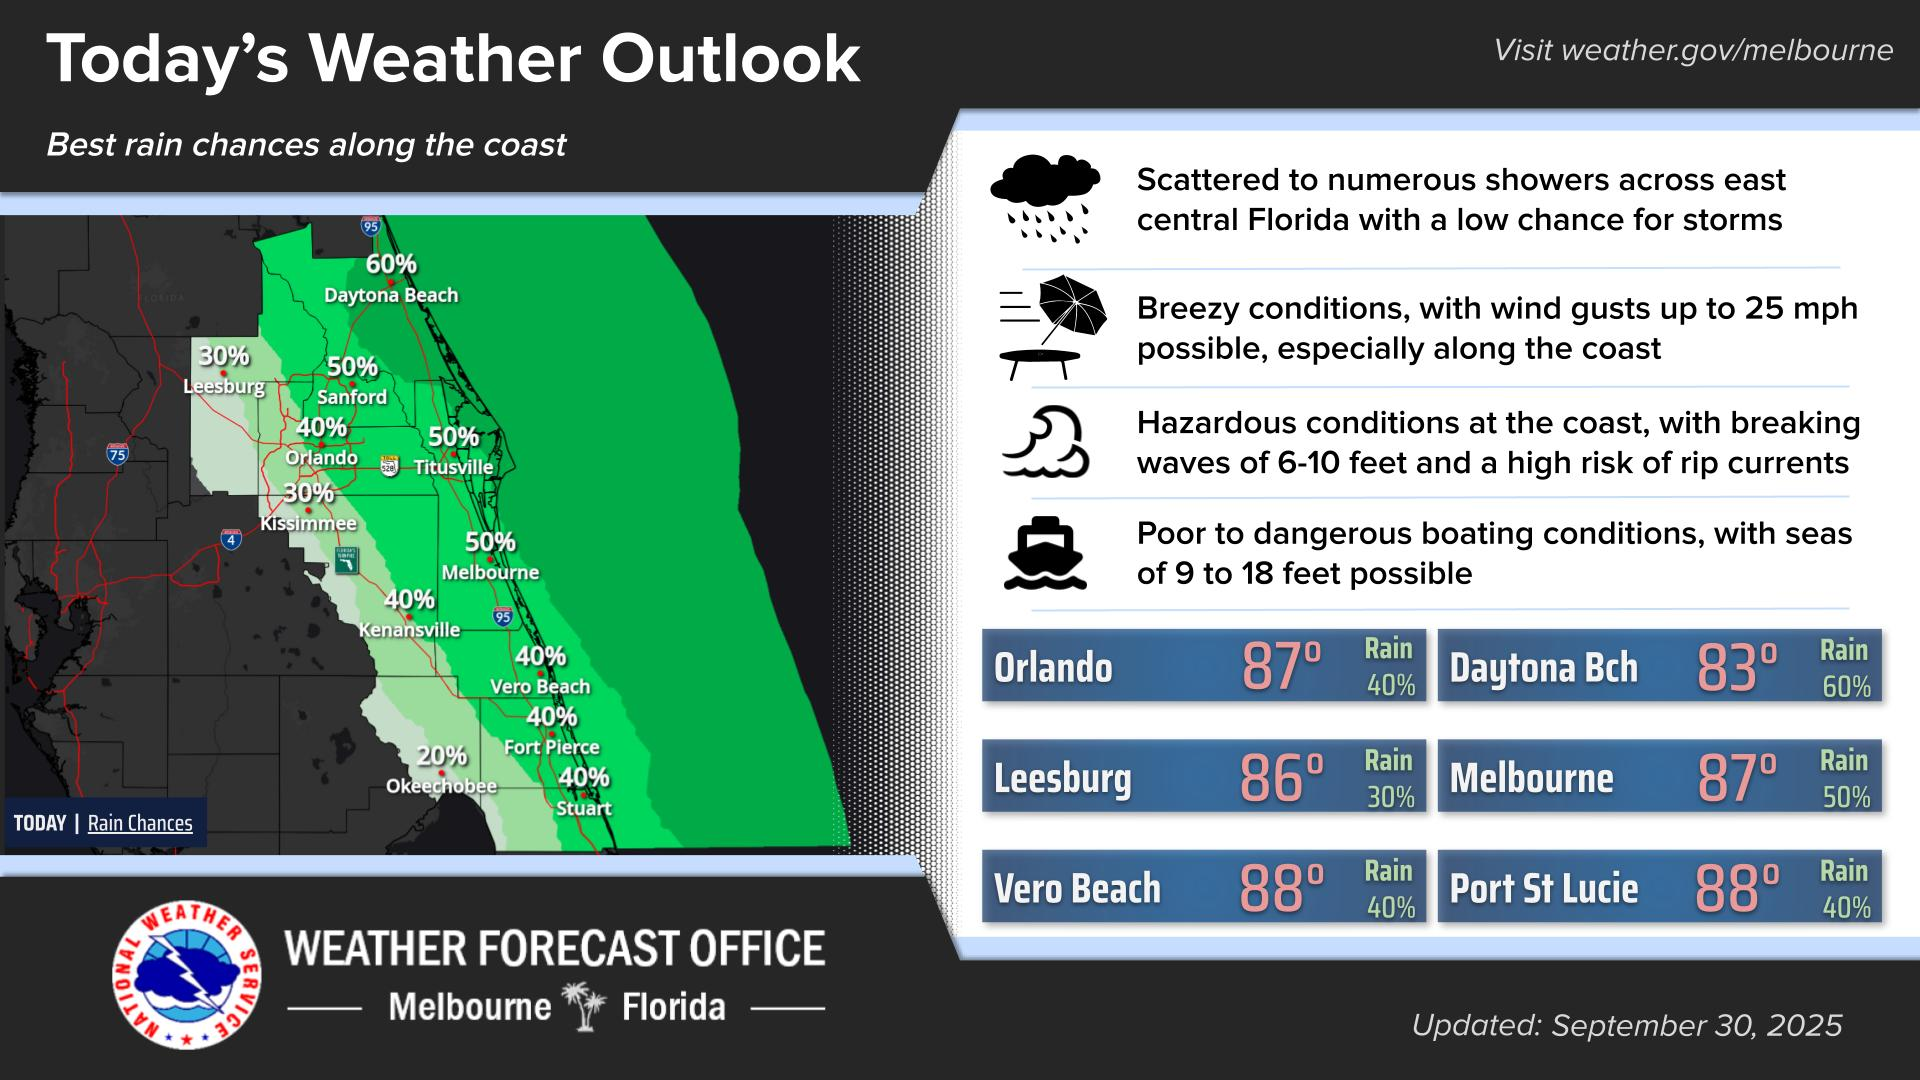 Today's Weather Outlook
Visit weather.gov/melbourne
Best rain chances along the coast
95
60%
Daytona Beach
FLORIDA
30%
Leesburg
50%
Sanford
40%
Orlando
50%
Titusville
75
TOLL
528
30%
Kissimmee
4
50%
Melbourne
40%
Kenansville
95
40%
Vero Beach
40%
Fort Pierce
20%
Okeechobee
40%
Stuart
TODAY | Rain Chances
Scattered to numerous showers across east
central Florida with a low chance for storms
Breezy conditions, with wind gusts up to 25 mph
possible, especially along the coast
Hazardous conditions at the coast, with breaking
waves of 6-10 feet and a high risk of rip currents
Poor to dangerous boating conditions, with seas
of 9 to 18 feet possible
Orlando 87° Rain 40%
Daytona Bch 83° Rain 60%
Leesburg 86° Rain 30%
Melbourne 87° Rain 50%
Vero Beach 88° Rain 40%
Port St Lucie 88° Rain 40%
NATIONAL WEATHER SERVICE
WEATHER FORECAST OFFICE
Melbourne Florida
Updated: September 30, 2025